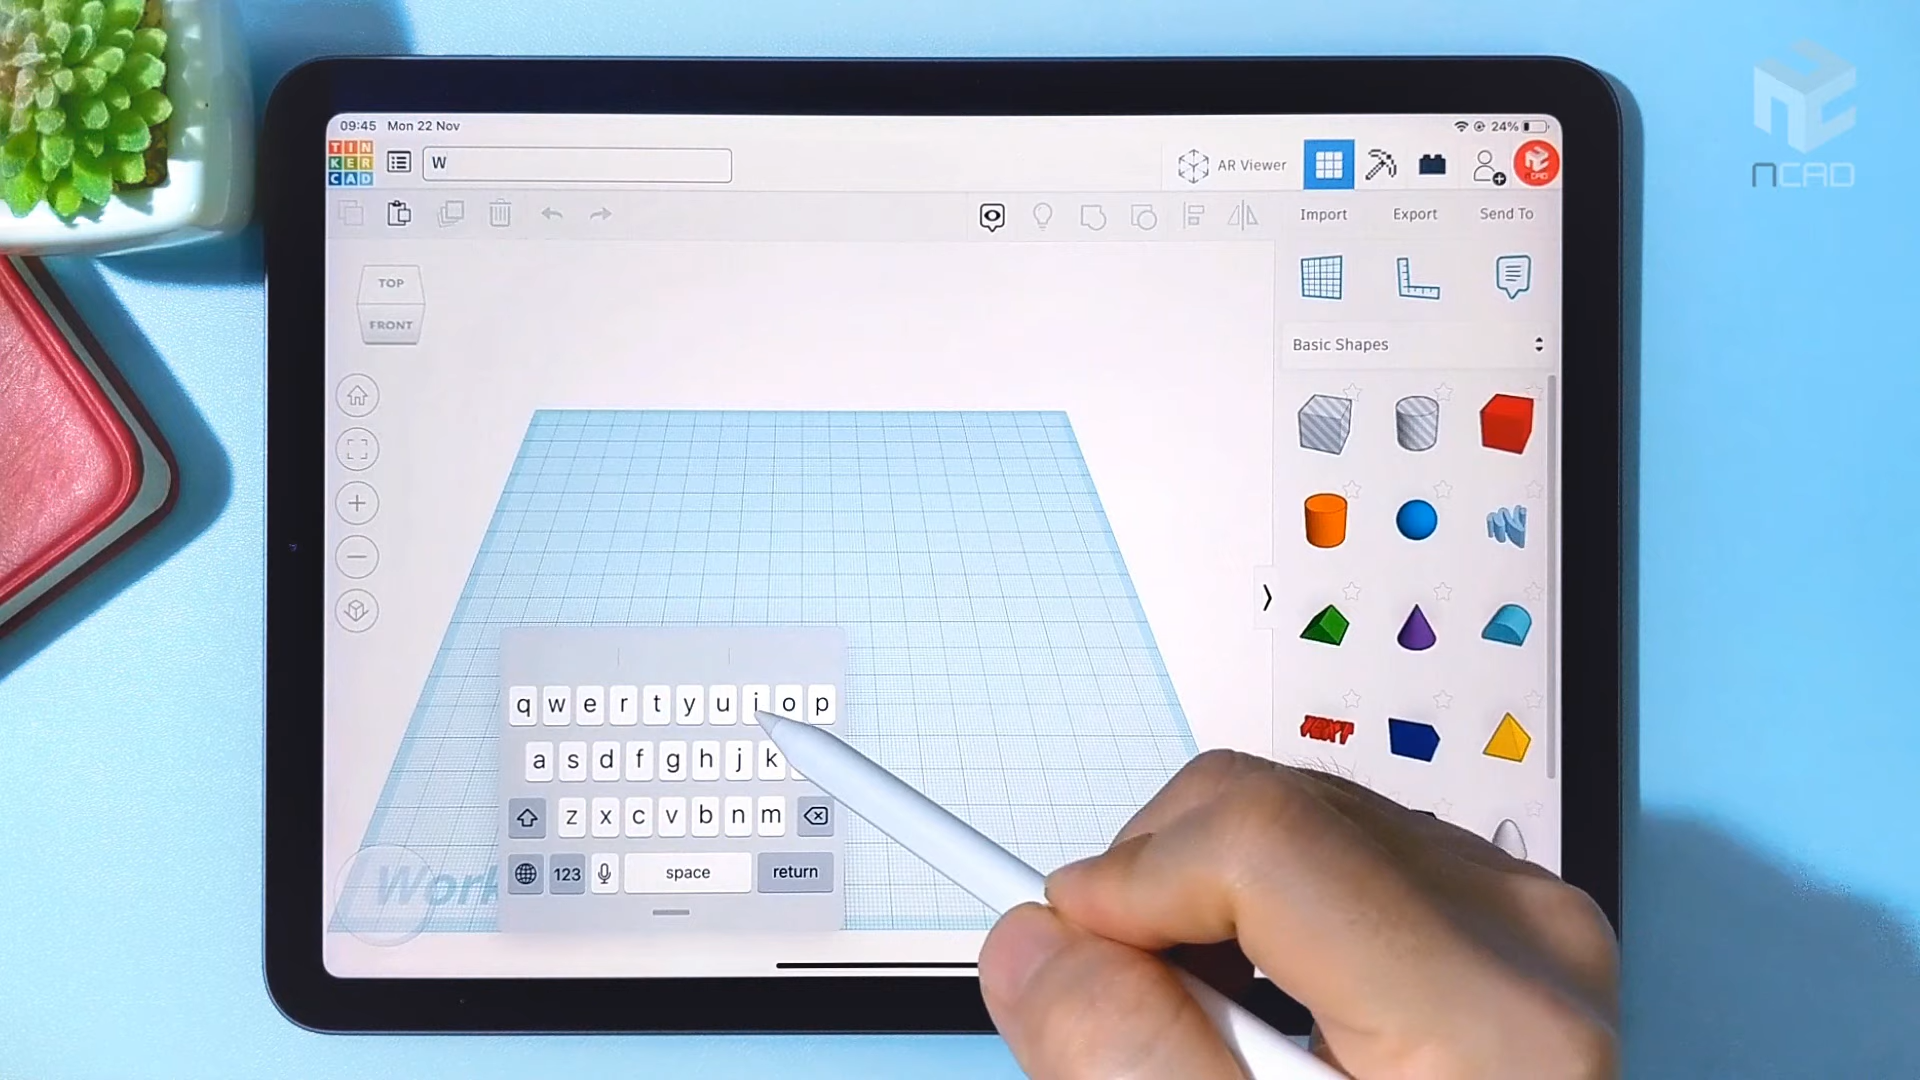 09:45 Mon 22 Nov
24%
TIN
KER
CAD
W
AR Viewer
Import Export Send To
TOP
FRONT
Basic Shapes
TEXT
q w e r t y u i o p
a s d f g h j k
z x c v b n m
123 space return
NCAD